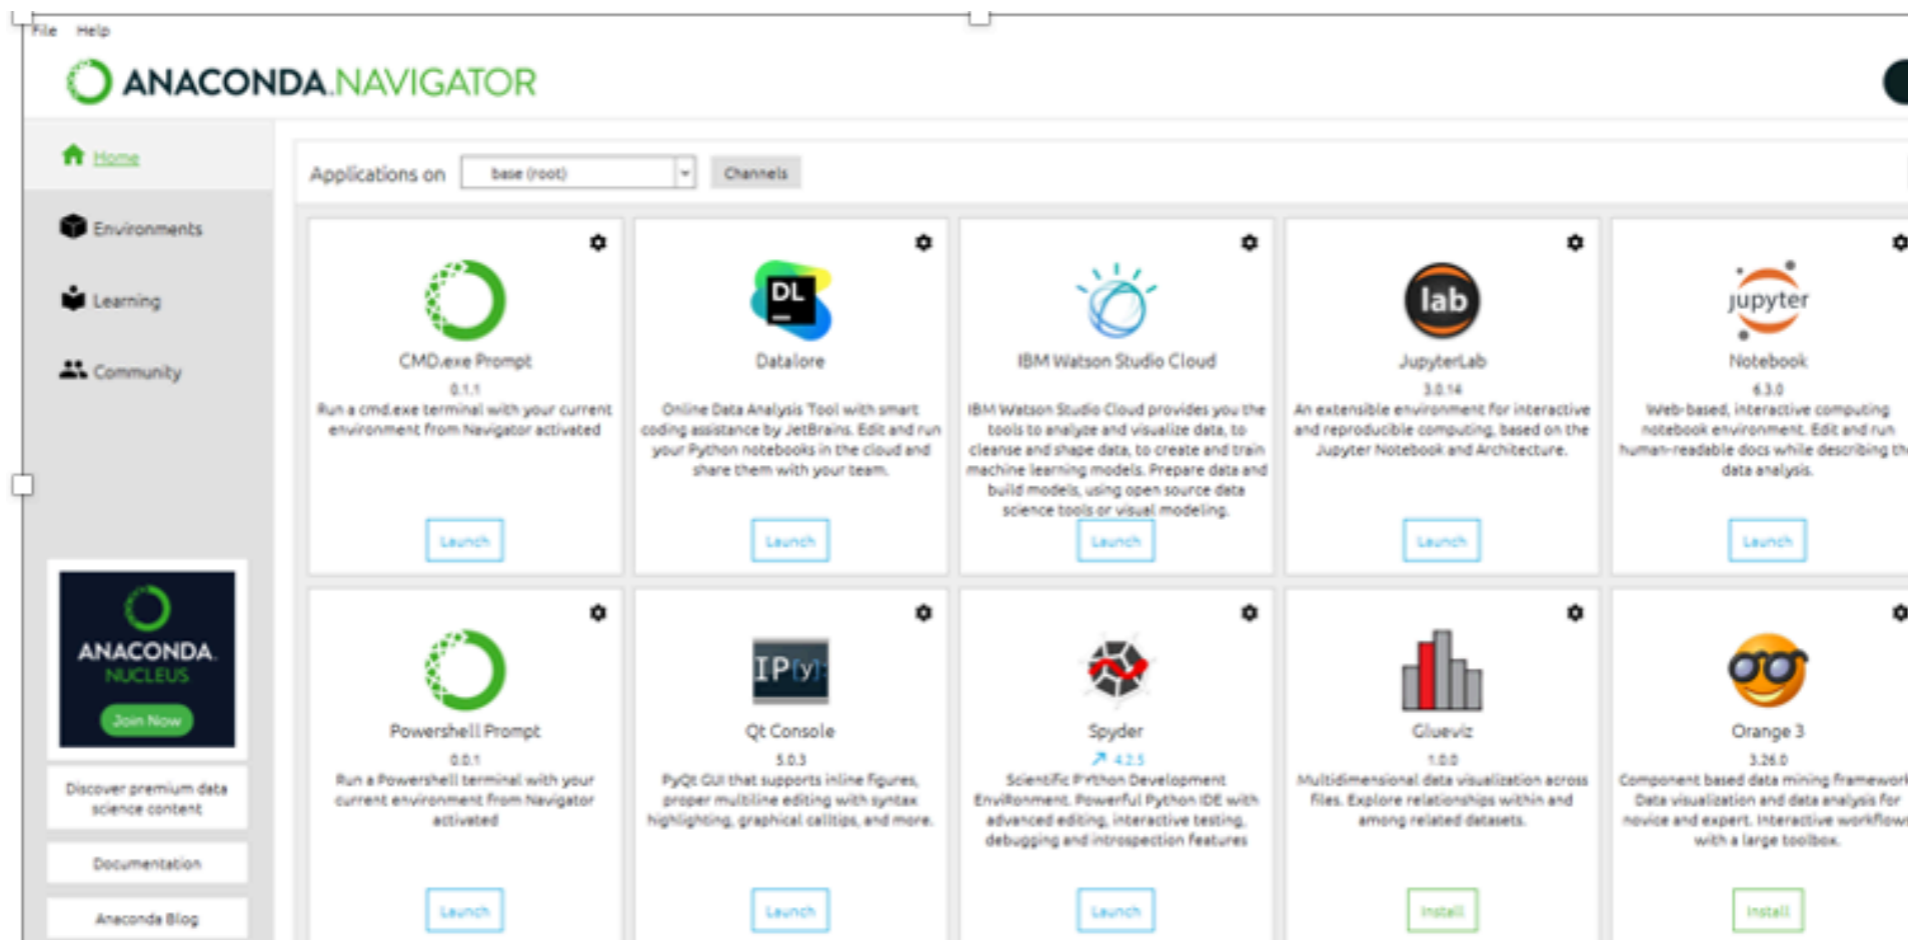 File Help
ANACONDA.NAVIGATOR
Home
Environments
Learning
Community
ANACONDA.
NUCLEUS
Join Now
Discover premium data
science content
Documentation
Anaconda Blog
Applications on base (root) Channels
CMD.exe Prompt
0.1.1
Run a cmd.exe terminal with your current
environment from Navigator activated
Launch
DL
Datalore
Online Data Analysis Tool with smart
coding assistance by JetBrains. Edit and run
your Python notebooks in the cloud and
share them with your team.
Launch
IBM Watson Studio Cloud
IBM Watson Studio Cloud provides you the
tools to analyze and visualize data, to
cleanse and shape data, to create and train
machine learning models. Prepare data and
build models, using open source data
science tools or visual modeling.
Launch
lab
JupyterLab
3.0.14
An extensible environment for interactive
and reproducible computing, based on the
Jupyter Notebook and Architecture.
Launch
jupyter
Notebook
6.3.0
Web-based, interactive computing
notebook environment. Edit and run
human-readable docs while describing the
data analysis.
Launch
Powershell Prompt
0.0.1
Run a Powershell terminal with your
current environment from Navigator
activated
Launch
IP[y]:
Qt Console
5.0.3
PyQt GUI that supports inline figures,
proper multiline editing with syntax
highlighting, graphical calltips, and more.
Launch
Spyder
4.2.5
Scientific PYthon Development
EnviRonment. Powerful Python IDE with
advanced editing, interactive testing,
debugging and introspection features
Launch
Glueviz
1.0.0
Multidimensional data visualization across
files. Explore relationships within and
among related datasets.
Install
Orange 3
3.26.0
Component based data mining framework
Data visualization and data analysis for
novice and expert. Interactive workflows
with a large toolbox.
Install